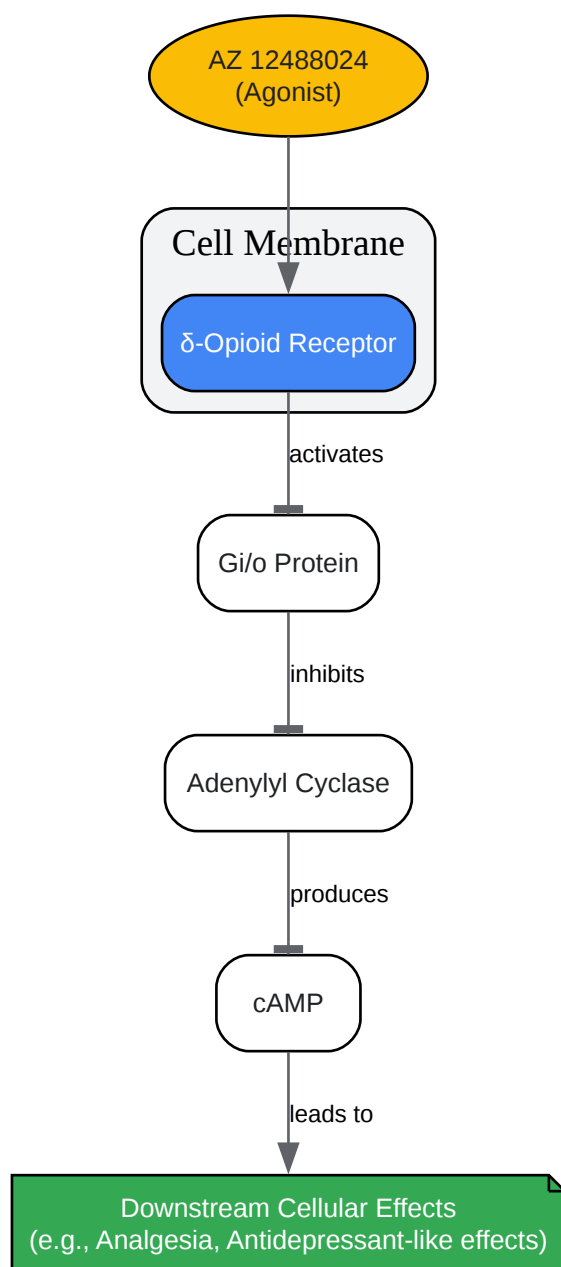 AZ 12488024
(Agonist)
Cell Membrane
δ-Opioid Receptor
activates
Gi/o Protein
inhibits
Adenylyl Cyclase
produces
cAMP
leads to
Downstream Cellular Effects
(e.g., Analgesia, Antidepressant-like effects)